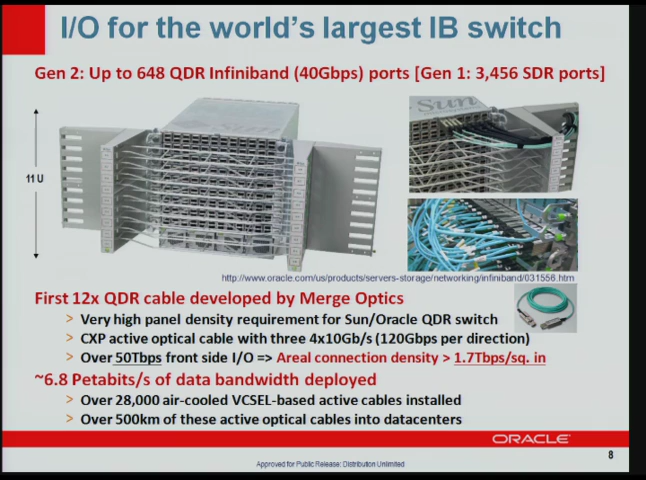 I/O for the world's largest IB switch
Gen 2: Up to 648 QDR Infiniband (40Gbps) ports [Gen 1: 3,456 SDR ports]
Sun
11 U
http://www.oracle.com/us/products/servers-storage/networking/infiniband/031556.htm
First 12x QDR cable developed by Merge Optics
> Very high panel density requirement for Sun/Oracle QDR switch
> CXP active optical cable with three 4x10Gb/s (120Gbps per direction)
> Over 50Tbps front side I/O => Areal connection density > 1.7Tbps/sq. in
~6.8 Petabits/s of data bandwidth deployed
> Over 28,000 air-cooled VCSEL-based active cables installed
> Over 500km of these active optical cables into datacenters
ORACLE
8
Approved for Public Release: Distribution Unlimited